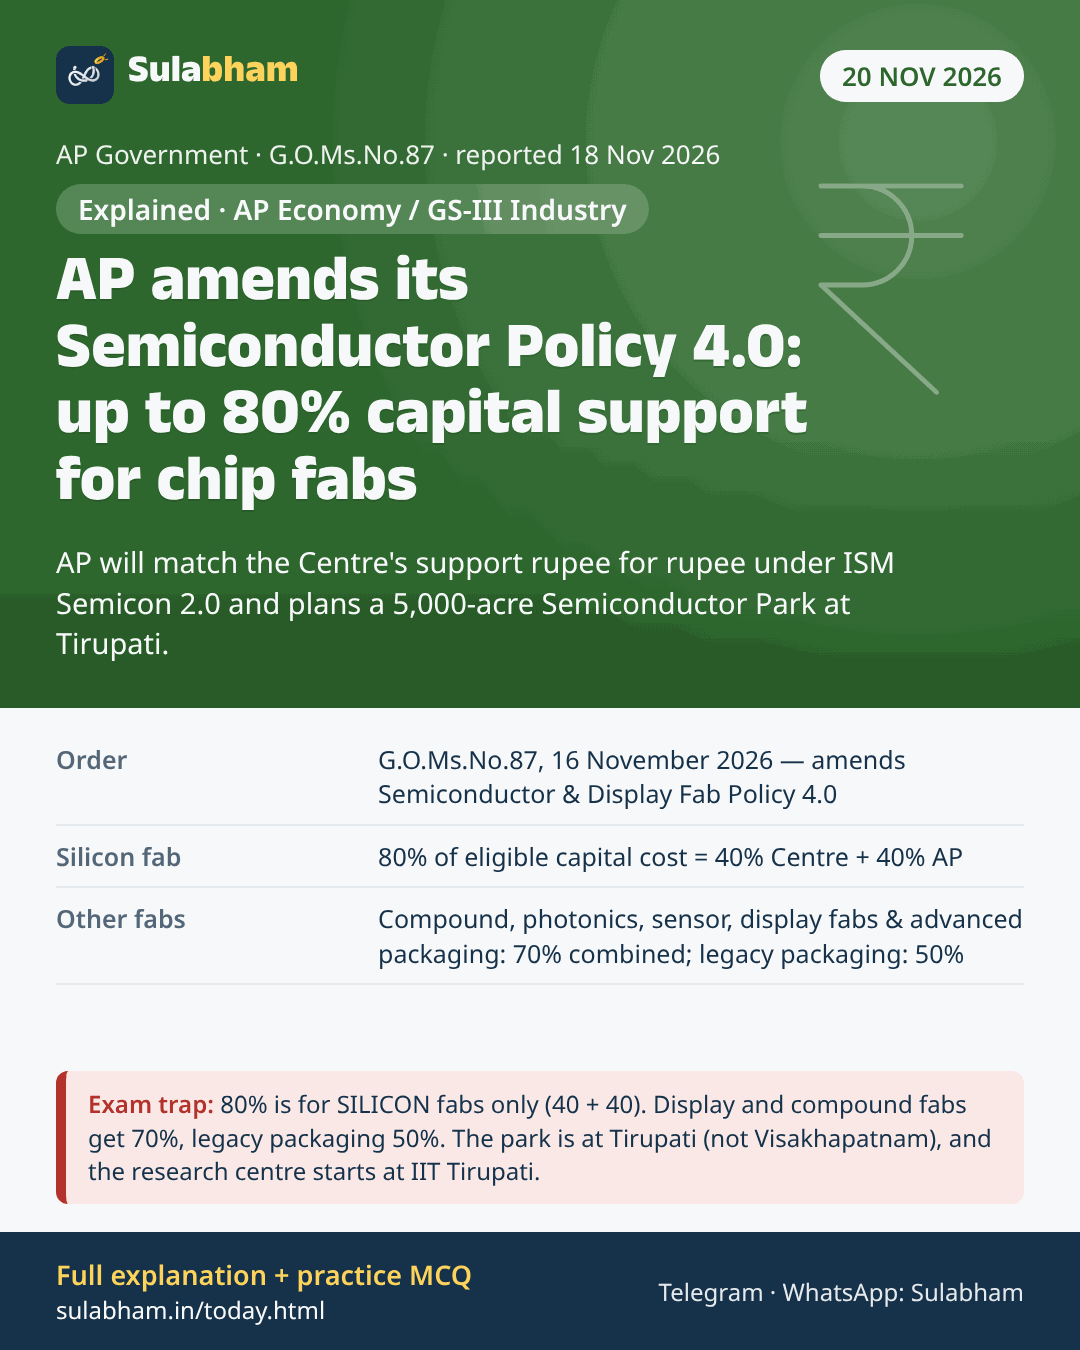 Sulabham
20 NOV 2026
AP Government · G.O.Ms.No.87 · reported 18 Nov 2026
Explained · AP Economy / GS-III Industry
AP amends its
Semiconductor Policy 4.0:
up to 80% capital support
for chip fabs
AP will match the Centre's support rupee for rupee under ISM
Semicon 2.0 and plans a 5,000-acre Semiconductor Park at
Tirupati.
Order
G.O.Ms.No.87, 16 November 2026 — amends
Semiconductor & Display Fab Policy 4.0
Silicon fab
80% of eligible capital cost = 40% Centre + 40% AP
Other fabs
Compound, photonics, sensor, display fabs & advanced
packaging: 70% combined; legacy packaging: 50%
Exam trap: 80% is for SILICON fabs only (40 + 40). Display and compound fabs
get 70%, legacy packaging 50%. The park is at Tirupati (not Visakhapatnam), and
the research centre starts at IIT Tirupati.
Full explanation + practice MCQ
sulabham.in/today.html
Telegram · WhatsApp: Sulabham